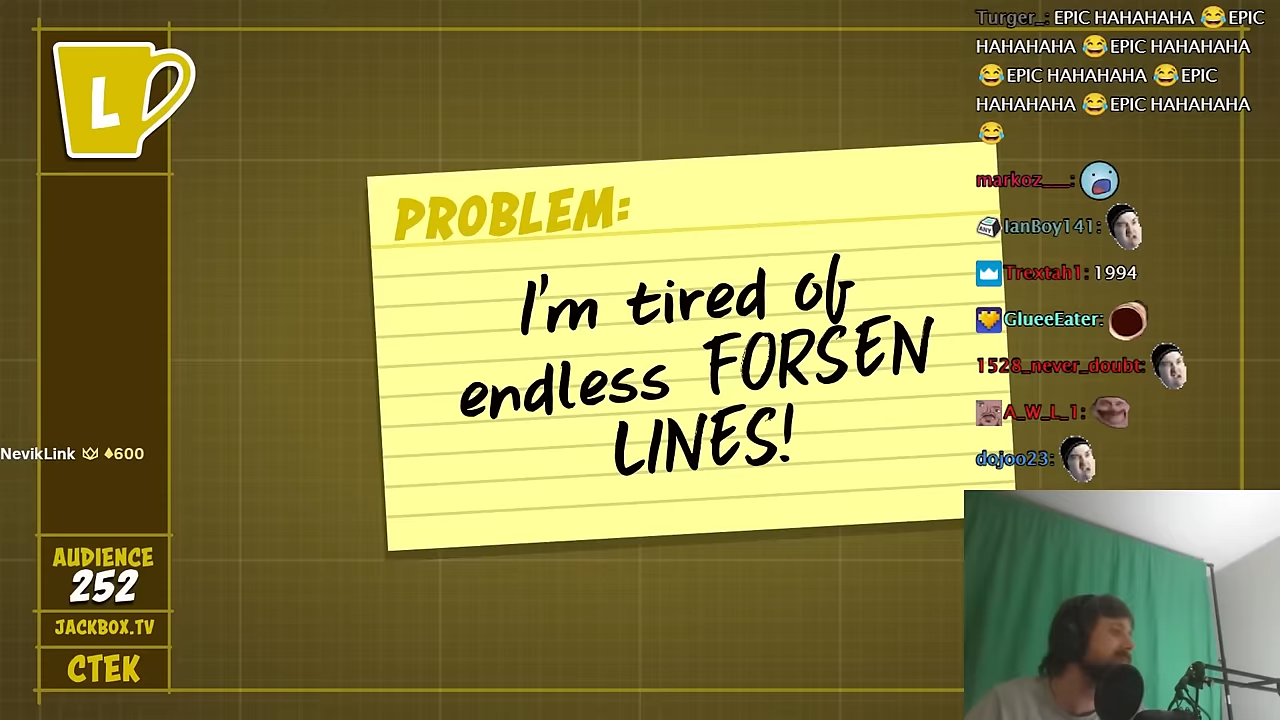 L
PROBLEM:
I'm tired of
endless FORSEN
LINES!
NevikLink 600
AUDIENCE
252
JACKBOX.TV
CTEK
Turger_: EPIC HAHAHAHA 😂EPIC
HAHAHAHA 😂EPIC HAHAHAHA
😂EPIC HAHAHAHA 😂EPIC
HAHAHAHA 😂EPIC HAHAHAHA
😂
markoz___:
IanBoy141:
Trextah1: 1994
GlueeEater:
1528_never_doubt:
A_W_L_1:
dojoo23: